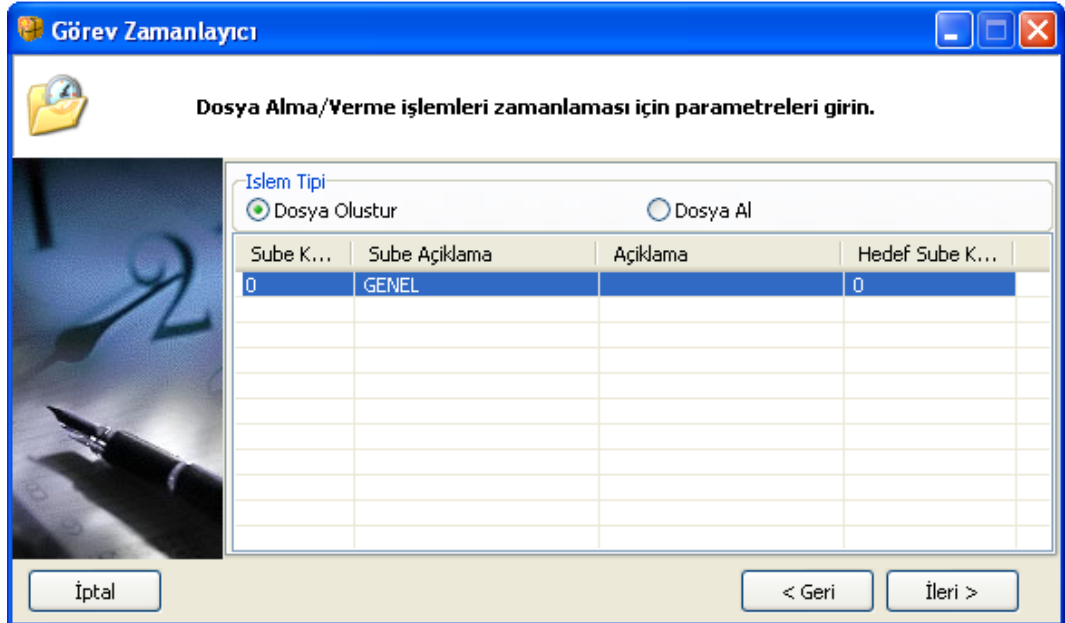 Görev Zamanlayıcı
Dosya Alma/Verme işlemleri zamanlaması için parametreleri girin.
Islem Tipi
Dosya Olustur Dosya Al
Sube K... Sube Açiklama Açiklama Hedef Sube K...
0 GENEL 0
İptal < Geri İleri >